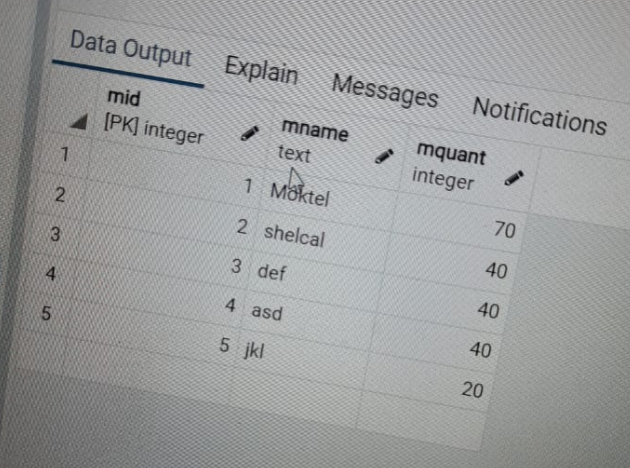 Data Output Explain Messages Notifications
mid mname mquant
[PK] integer text integer
1 1 Moktel 70
2 2 shelcal 40
3 3 def 40
4 4 asd 40
5 5 jkl 20